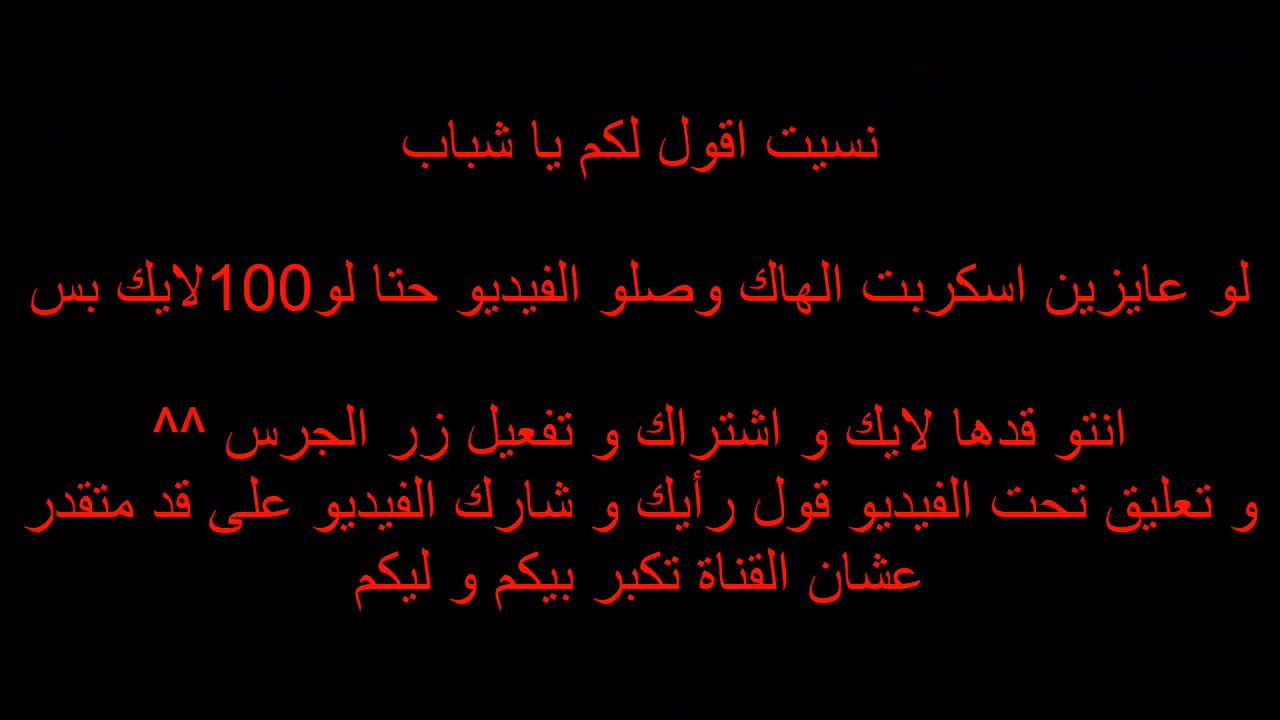 نسيت اقول لكم يا شباب
لو عايزين اسكربت الهاك وصلو الفيديو حتا لو100لايك بس
انتو قدها لايك و اشتراك و تفعيل زر الجرس ^^
و تعليق تحت الفيديو قول رأيك و شارك الفيديو على قد متقدر
عشان القناة تكبر بيكم و ليكم